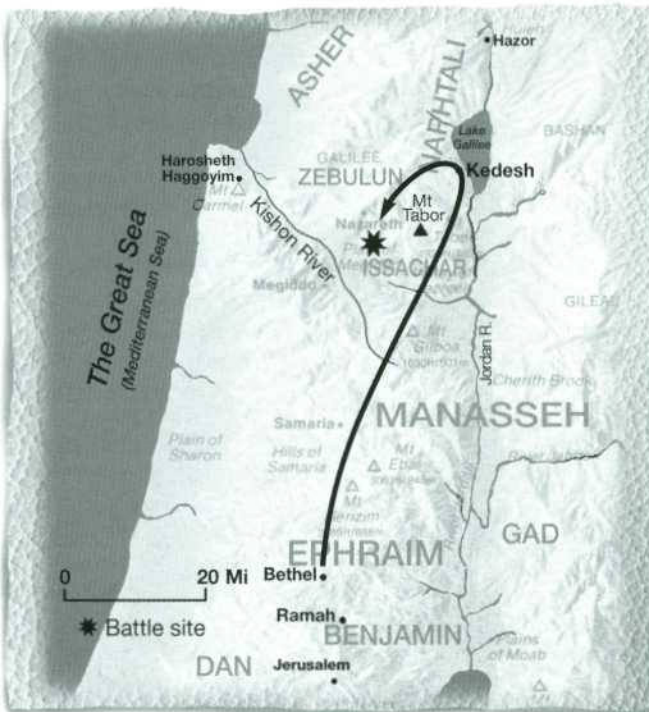 Hazor
ASHER
NAPHTALI
Lake
Galilee
BASHAN
Harosheth
Haggoyim
GALILEE
ZEBULUN
Kedesh
Mt
Carmel
Mt
Tabor
Nazareth
Kishon River
ISSACHAR
Megiddo
The Great Sea
(Mediterranean Sea)
GILEAD
Mt
Gilboa
Jordan R.
Cherith Brook
MANASSEH
Samaria
Plain of
Sharon
Hills of
Samaria
Mt
Ebal
Mt
GAD
EPHRAIM
0 20 Mi
Bethel
Battle site
Ramah
BENJAMIN
DAN
Jerusalem
Plains
of Moab